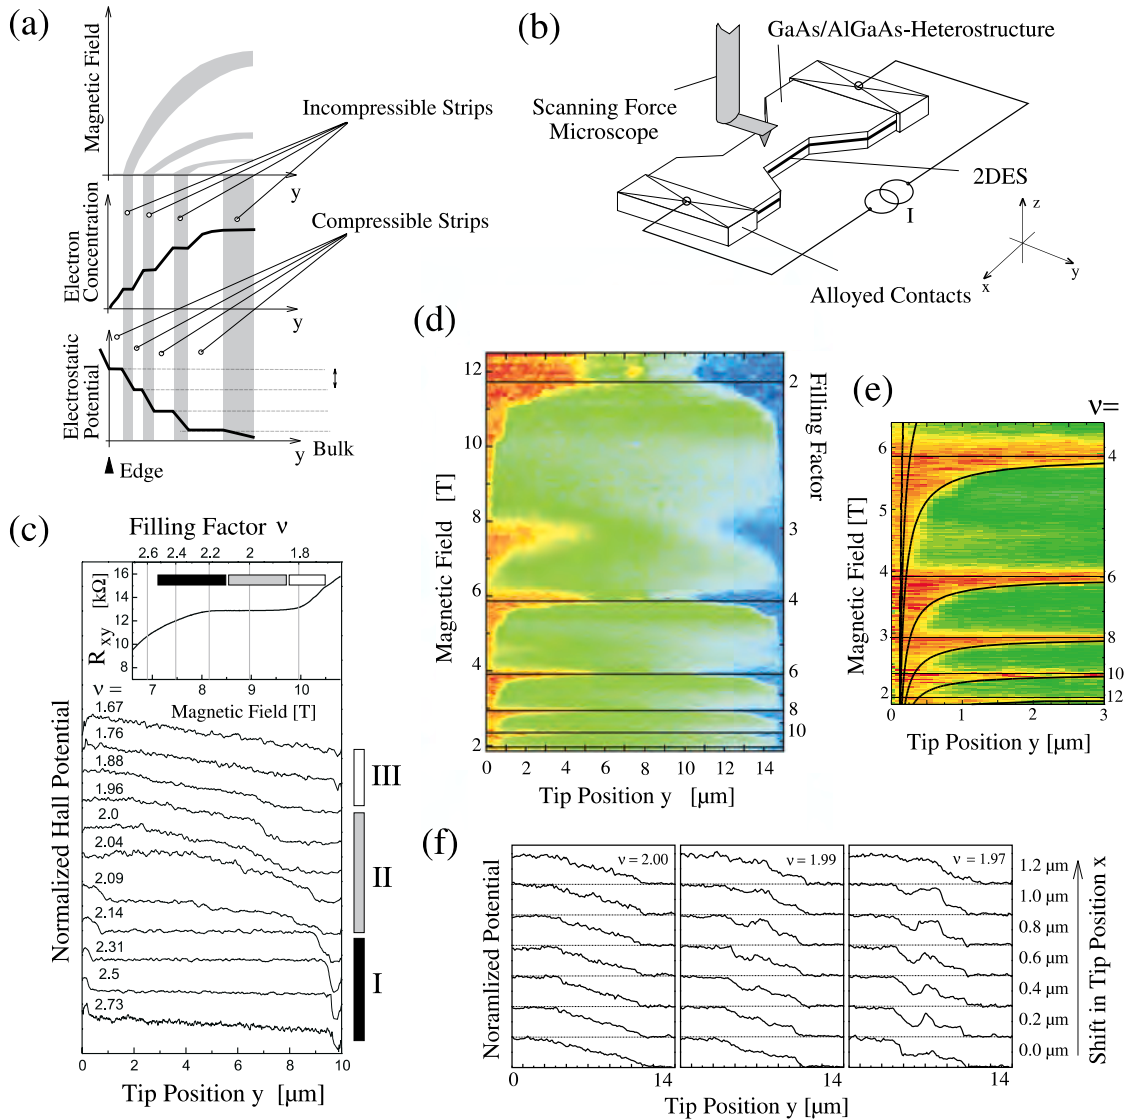 (a)
Magnetic Field
y
Incompressible Strips
Electron
Concentration
y
Compressible Strips
Electrostatic
Potential
y
Bulk
Edge
(b)
GaAs/AlGaAs-Heterostructure
Scanning Force
Microscope
2DES
I
z
y
x
Alloyed Contacts
(c)
Filling Factor ν
2.6 2.4 2.2 2 1.8
16
14
13
12
10
8
R xy [kΩ]
7 8 9 10
Magnetic Field [T]
ν =
1.67
1.76
1.88
1.96
2.0
2.04
2.09
2.14
2.31
2.5
2.73
III
II
I
Normalized Hall Potential
0 2 4 6 8 10
Tip Position y [µm]
(d)
12
10
8
6
4
2
Magnetic Field [T]
2
3
4
6
8
10
Filling Factor
0 2 4 6 8 10 15
Tip Position y [µm]
(e)
ν=
6
5
4
3
2
Magnetic Field [T]
4
6
8
10
12
0 1 2 3
Tip Position y [µm]
(f)
ν = 2.00
ν = 1.99
ν = 1.97
1.2 µm
1.0 µm
0.8 µm
0.6 µm
0.4 µm
0.2 µm
0.0 µm
Noramlized Potential
Shift in Tip Position x
0 14 14 14
Tip Position y [µm]